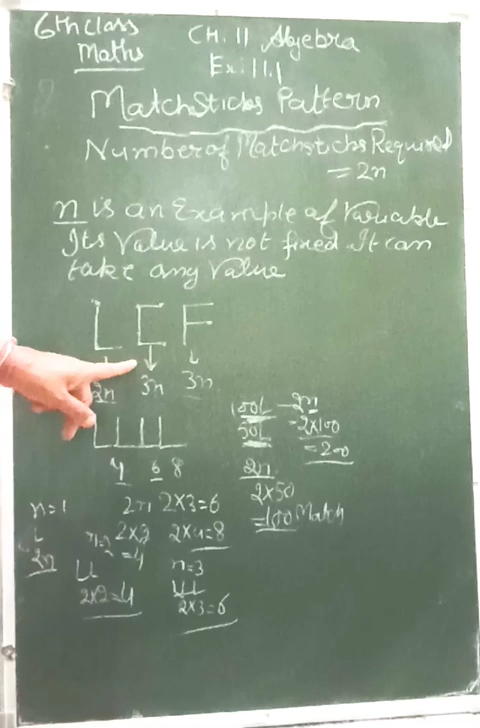 6th class
Maths
CH. 11 Algebra
Ex: 11.1
Matchsticks Pattern
Number of Matchsticks Required
= 2n
n is an Example of Variable
Its Value is not fixed. It can
take any Value
L C F
2n 3n 3n
4 6 8
100L - 2n
= 2×100
= 200
50L
2n
2×50
= 100 Match
n=1
L
2n
2n 2×3=6
n=2 2×2 2×4=8
=4
2×2=4
n=3
2×3=6